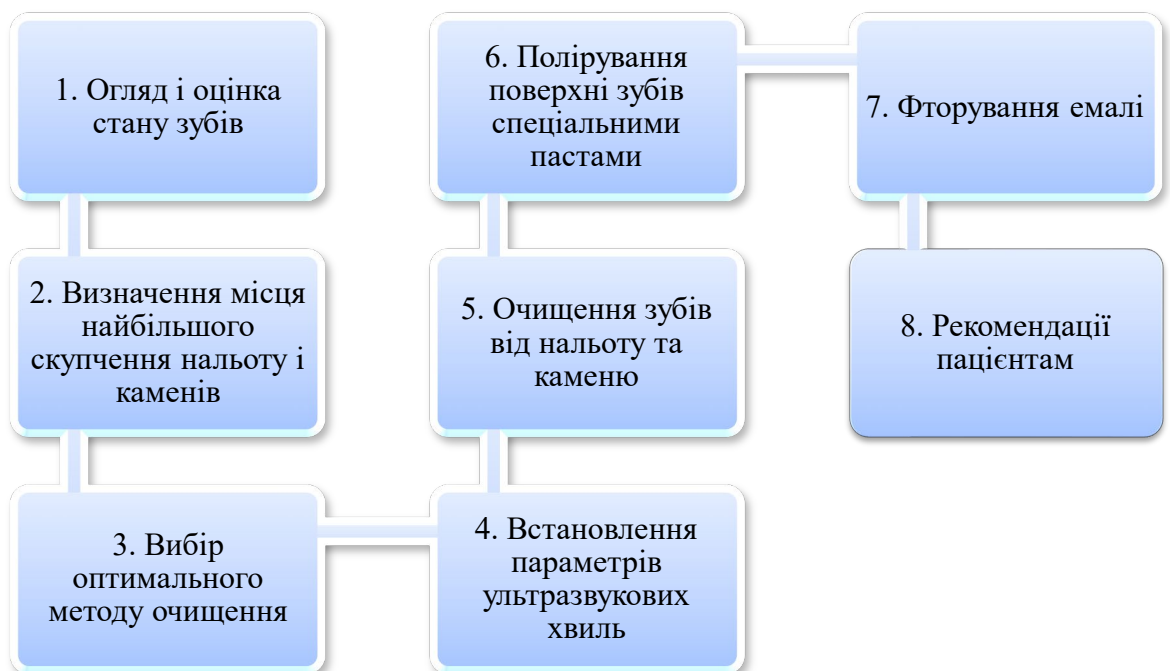 1. Огляд і оцінка
стану зубів
2. Визначення місця
найбільшого
скупчення нальоту і
каменів
3. Вибір
оптимального
методу очищення
4. Встановлення
параметрів
ультразвукових
хвиль
5. Очищення зубів
від нальоту та
каменю
6. Полірування
поверхні зубів
спеціальними
пастами
7. Фторування емалі
8. Рекомендації
пацієнтам